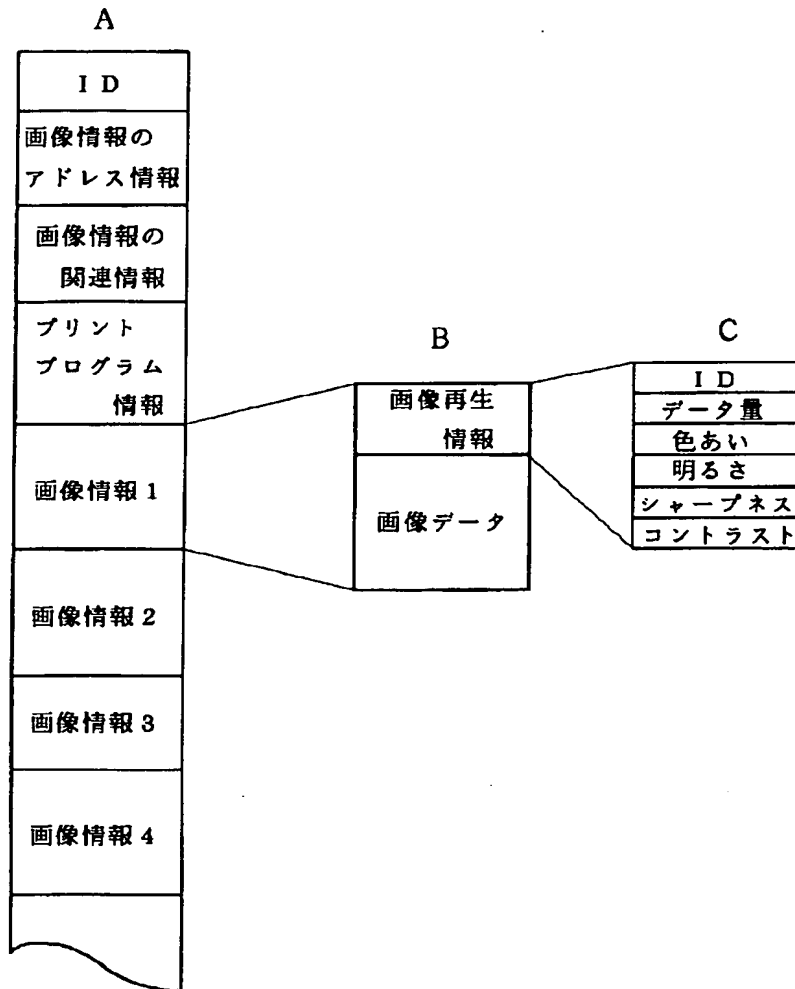 A
ID
画像情報の
アドレス情報
画像情報の
関連情報
プリント
プログラム
情報
画像情報1
画像情報2
画像情報3
画像情報4
B
画像再生
情報
画像データ
C
ID
データ量
色あい
明るさ
シャープネス
コントラスト